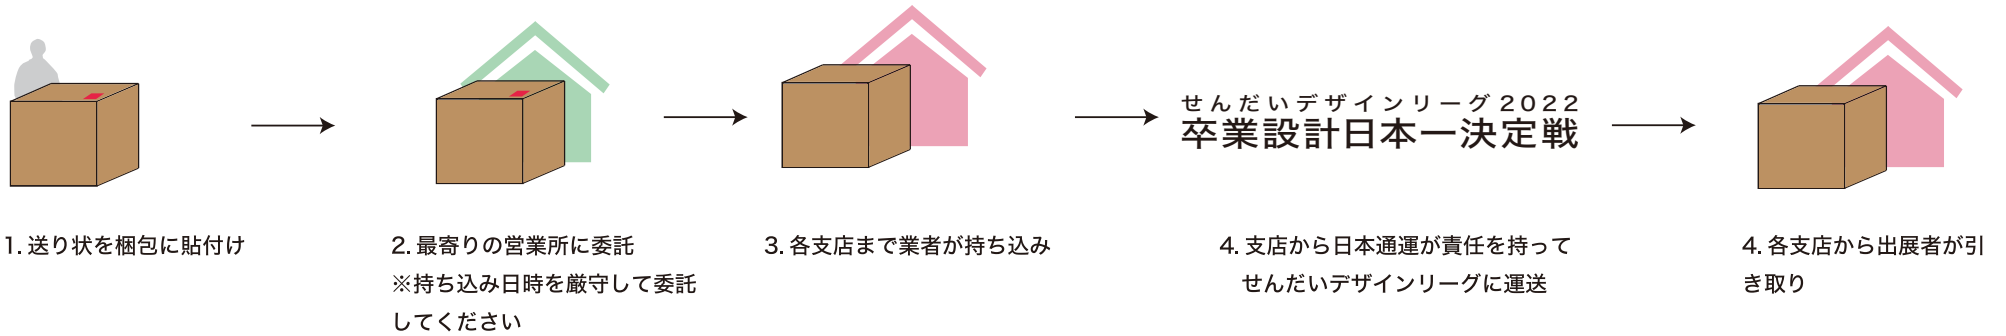 せんだいデザインリーグ2022
卒業設計日本一決定戦
1. 送り状を梱包に貼付け
2. 最寄りの営業所に委託
※持ち込み日時を厳守して委託
してください
3. 各支店まで業者が持ち込み
4. 支店から日本通運が責任を持って
せんだいデザインリーグに運送
4. 各支店から出展者が引
き取り